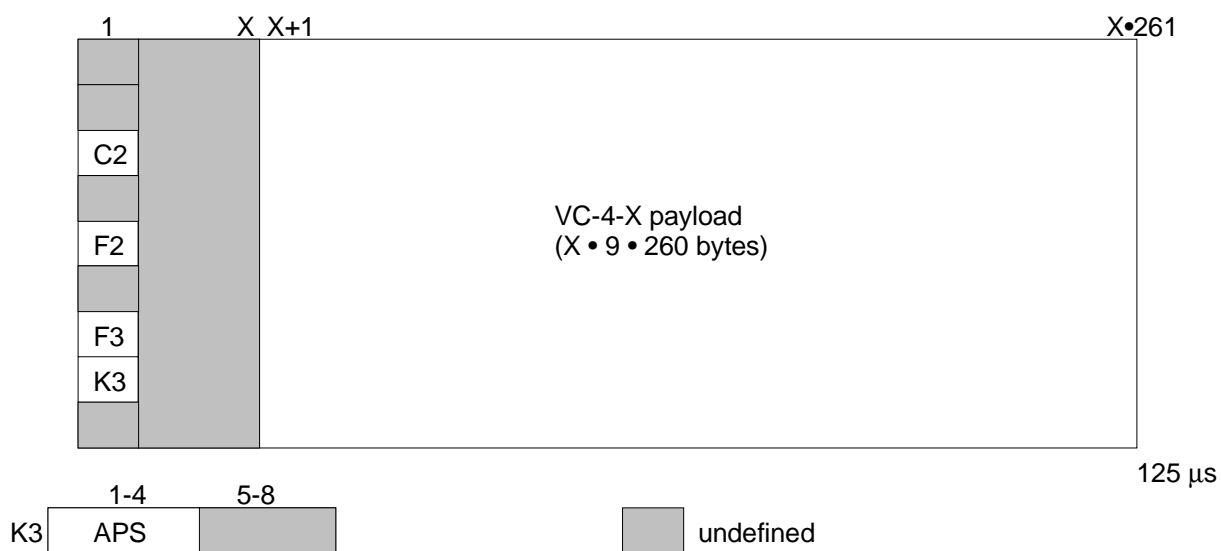 1 X X+1 X•261
C2
F2
F3
K3
VC-4-X payload
(X • 9 • 260 bytes)
125 μs
1-4 5-8
K3 APS undefined